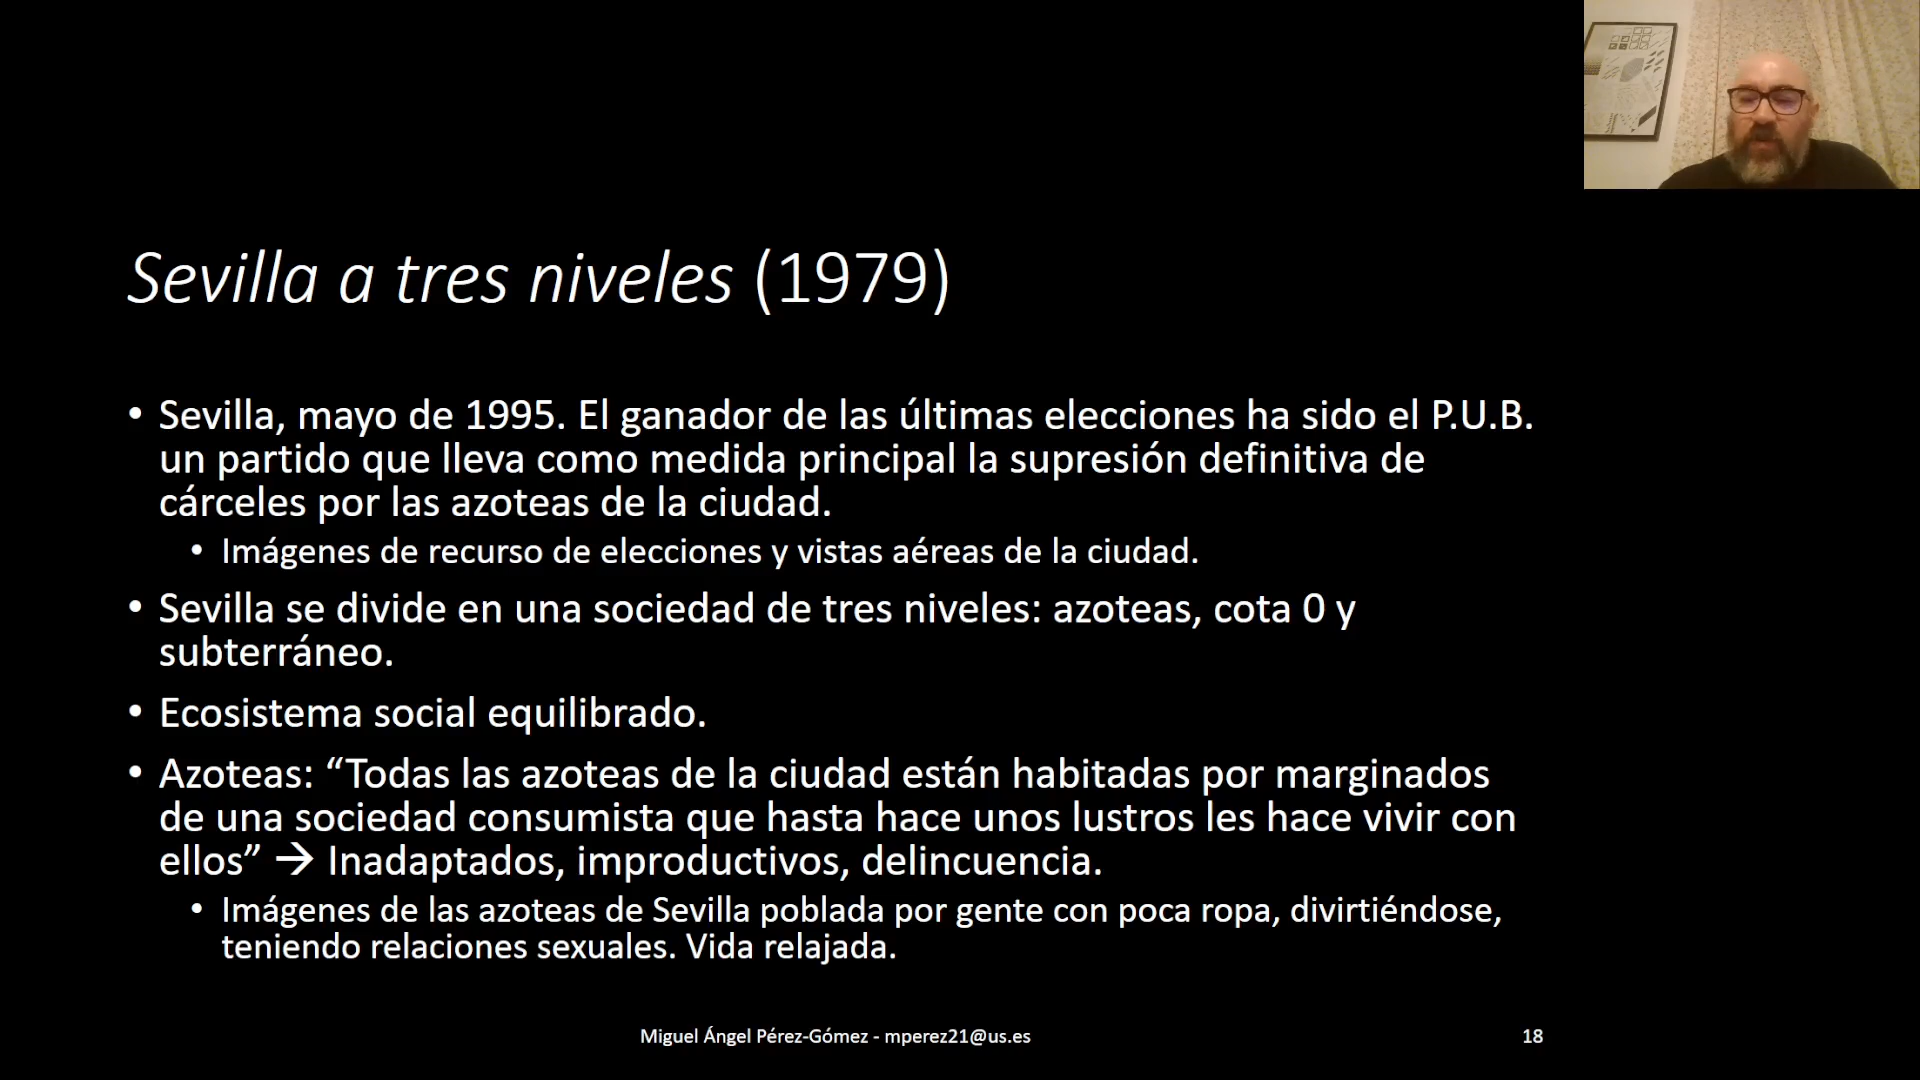 Sevilla a tres niveles (1979)
• Sevilla, mayo de 1995. El ganador de las últimas elecciones ha sido el P.U.B.
un partido que lleva como medida principal la supresión definitiva de
cárceles por las azoteas de la ciudad.
• Imágenes de recurso de elecciones y vistas aéreas de la ciudad.
• Sevilla se divide en una sociedad de tres niveles: azoteas, cota 0 y
subterráneo.
• Ecosistema social equilibrado.
• Azoteas: “Todas las azoteas de la ciudad están habitadas por marginados
de una sociedad consumista que hasta hace unos lustros les hace vivir con
ellos” → Inadaptados, improductivos, delincuencia.
• Imágenes de las azoteas de Sevilla poblada por gente con poca ropa, divirtiéndose,
teniendo relaciones sexuales. Vida relajada.
Miguel Ángel Pérez-Gómez - mperez21@us.es
18